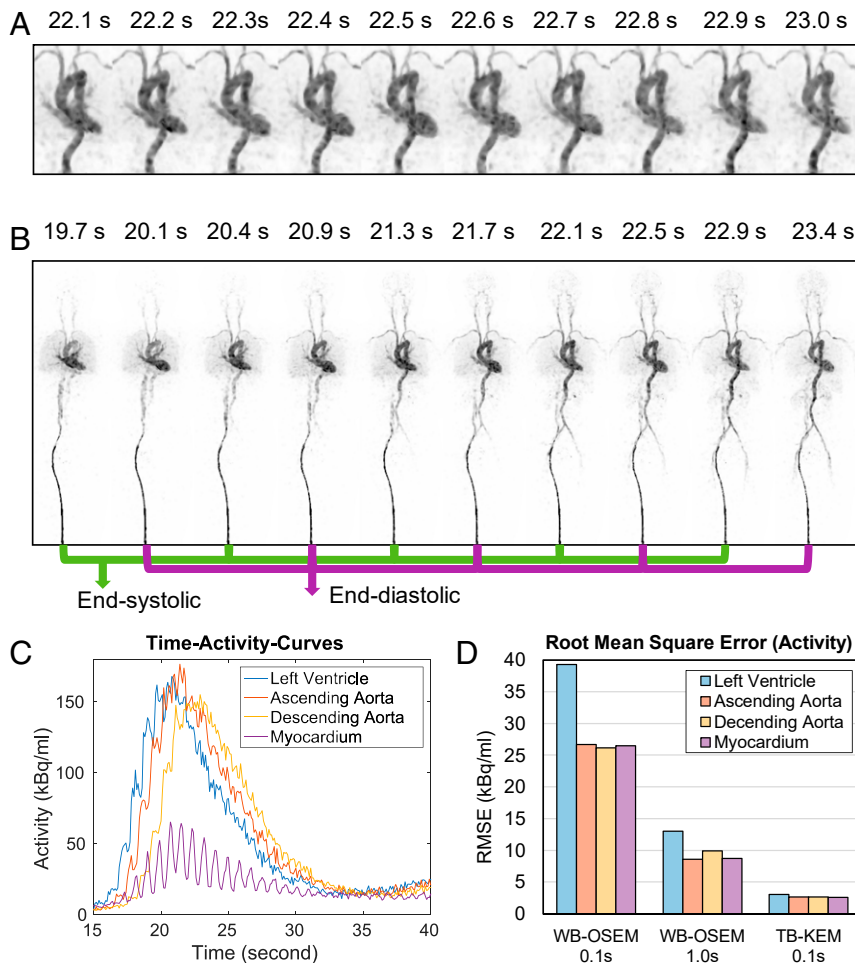 A
22.1 s 22.2 s 22.3s 22.4 s 22.5 s 22.6 s 22.7 s 22.8 s 22.9 s 23.0 s
B
19.7 s 20.1 s 20.4 s 20.9 s 21.3 s 21.7 s 22.1 s 22.5 s 22.9 s 23.4 s
End-systolic
End-diastolic
C
Time-Activity-Curves
Left Ventricle
Ascending Aorta
Descending Aorta
Myocardium
Activity (kBq/ml)
150
100
50
0
15 20 25 30 35 40
Time (second)
D
Root Mean Square Error (Activity)
Left Ventricle
Ascending Aorta
Decending Aorta
Myocardium
RMSE (kBq/ml)
40
35
30
25
20
15
10
5
0
WB-OSEM WB-OSEM TB-KEM
0.1s 1.0s 0.1s